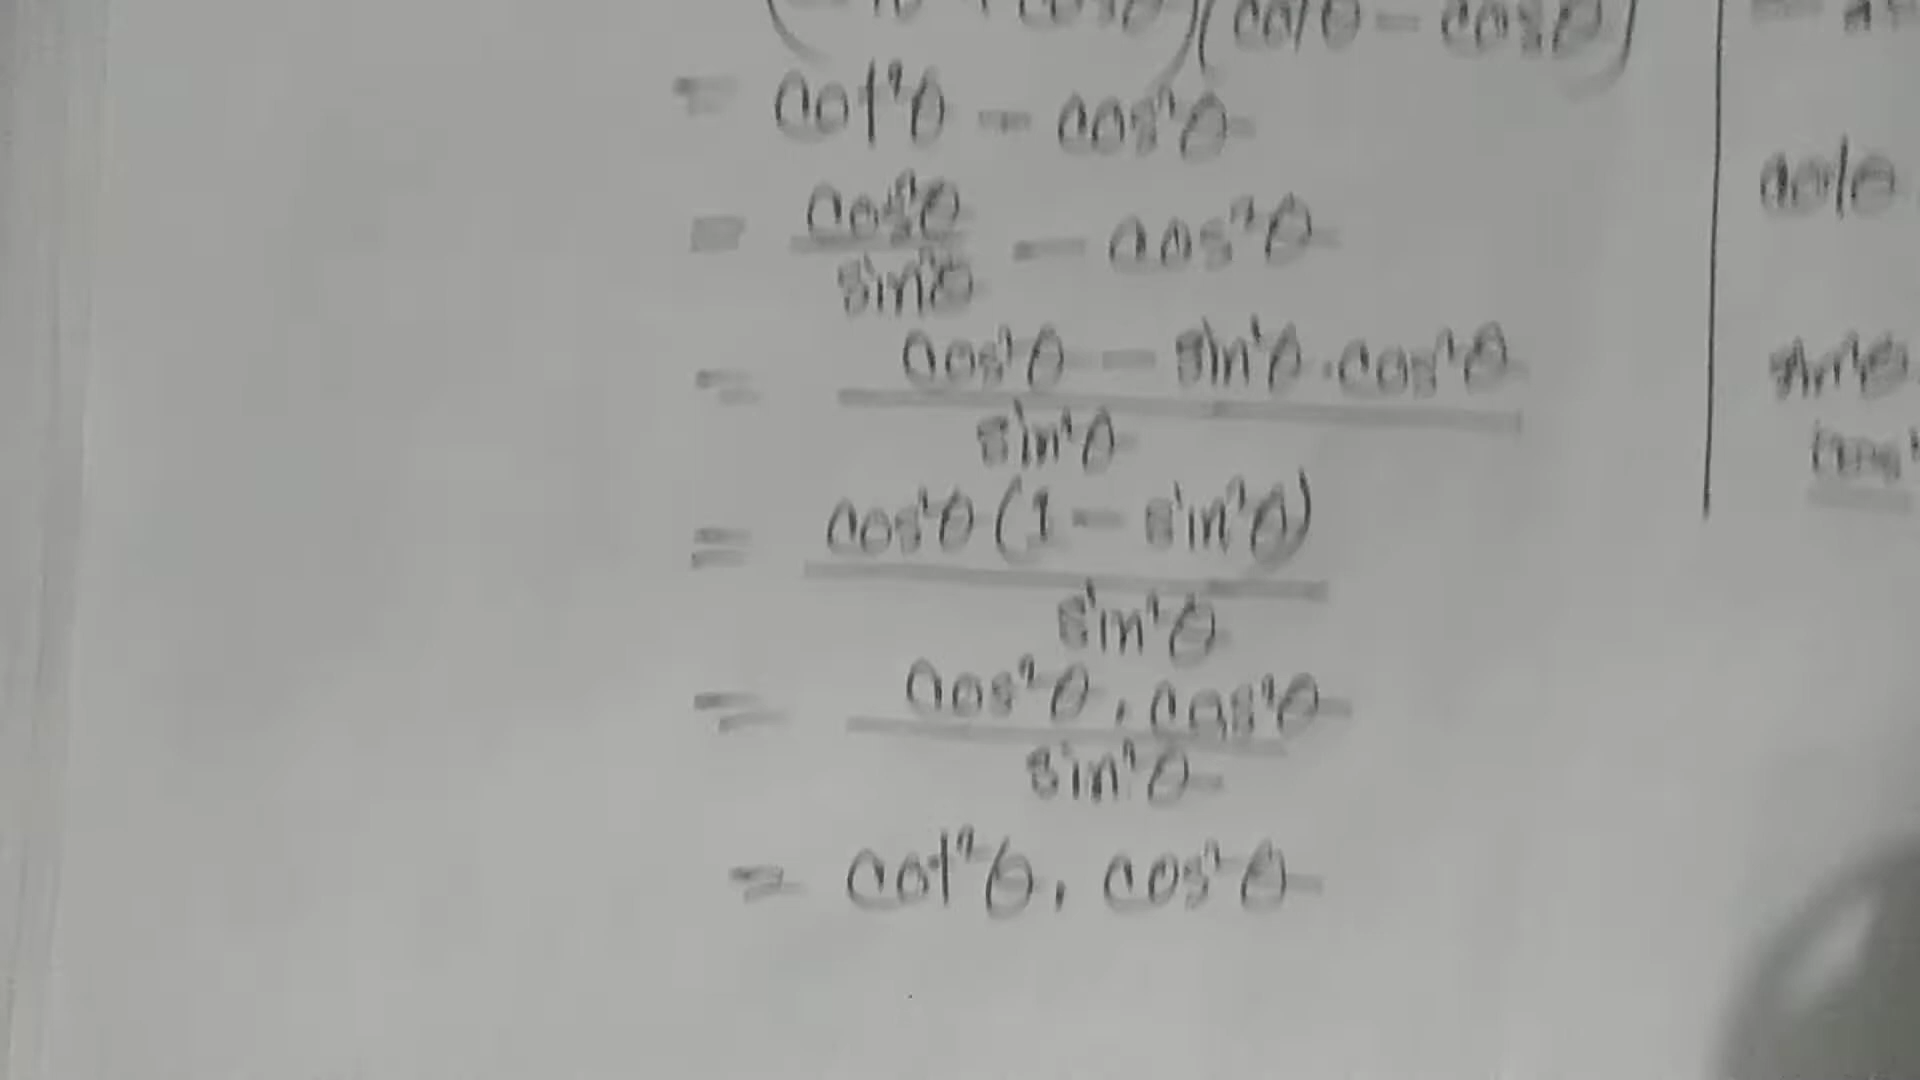 cosθ)(cotθ - cosθ)
= cot²θ - cos²θ
= cos²θ / sin²θ - cos²θ
= cos²θ - sin²θ.cos²θ / sin²θ
= cos²θ(1 - sin²θ) / sin²θ
= cos²θ.cos²θ / sin²θ
= cot²θ.cos²θ
cotθ
sin²θ
cos²